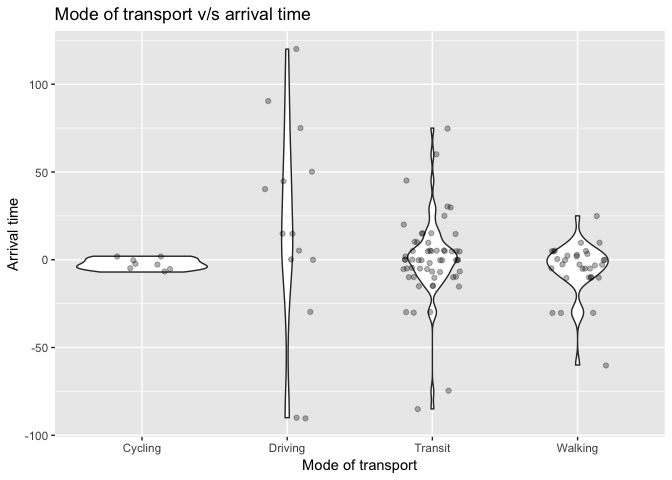 Mode of transport v/s arrival time
100
50
0
-50
-100
Arrival time
Cycling Driving Transit Walking
Mode of transport